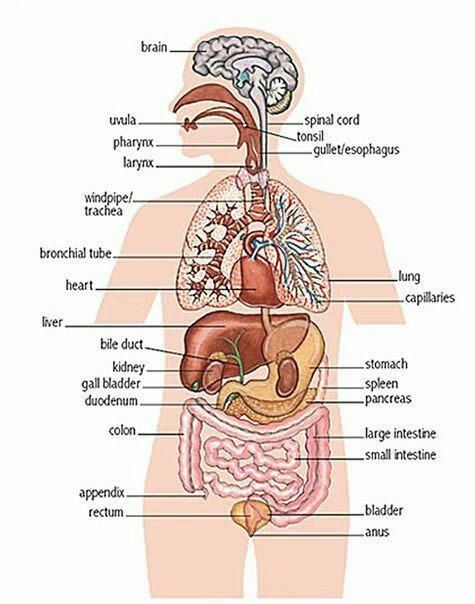 brain
uvula
pharynx
larynx
windpipe/
trachea
bronchial tube
heart
liver
bile duct
kidney
gall bladder
duodenum
colon
appendix
rectum
spinal cord
tonsil
gullet/esophagus
lung
capillaries
stomach
spleen
pancreas
large intestine
small intestine
bladder
anus